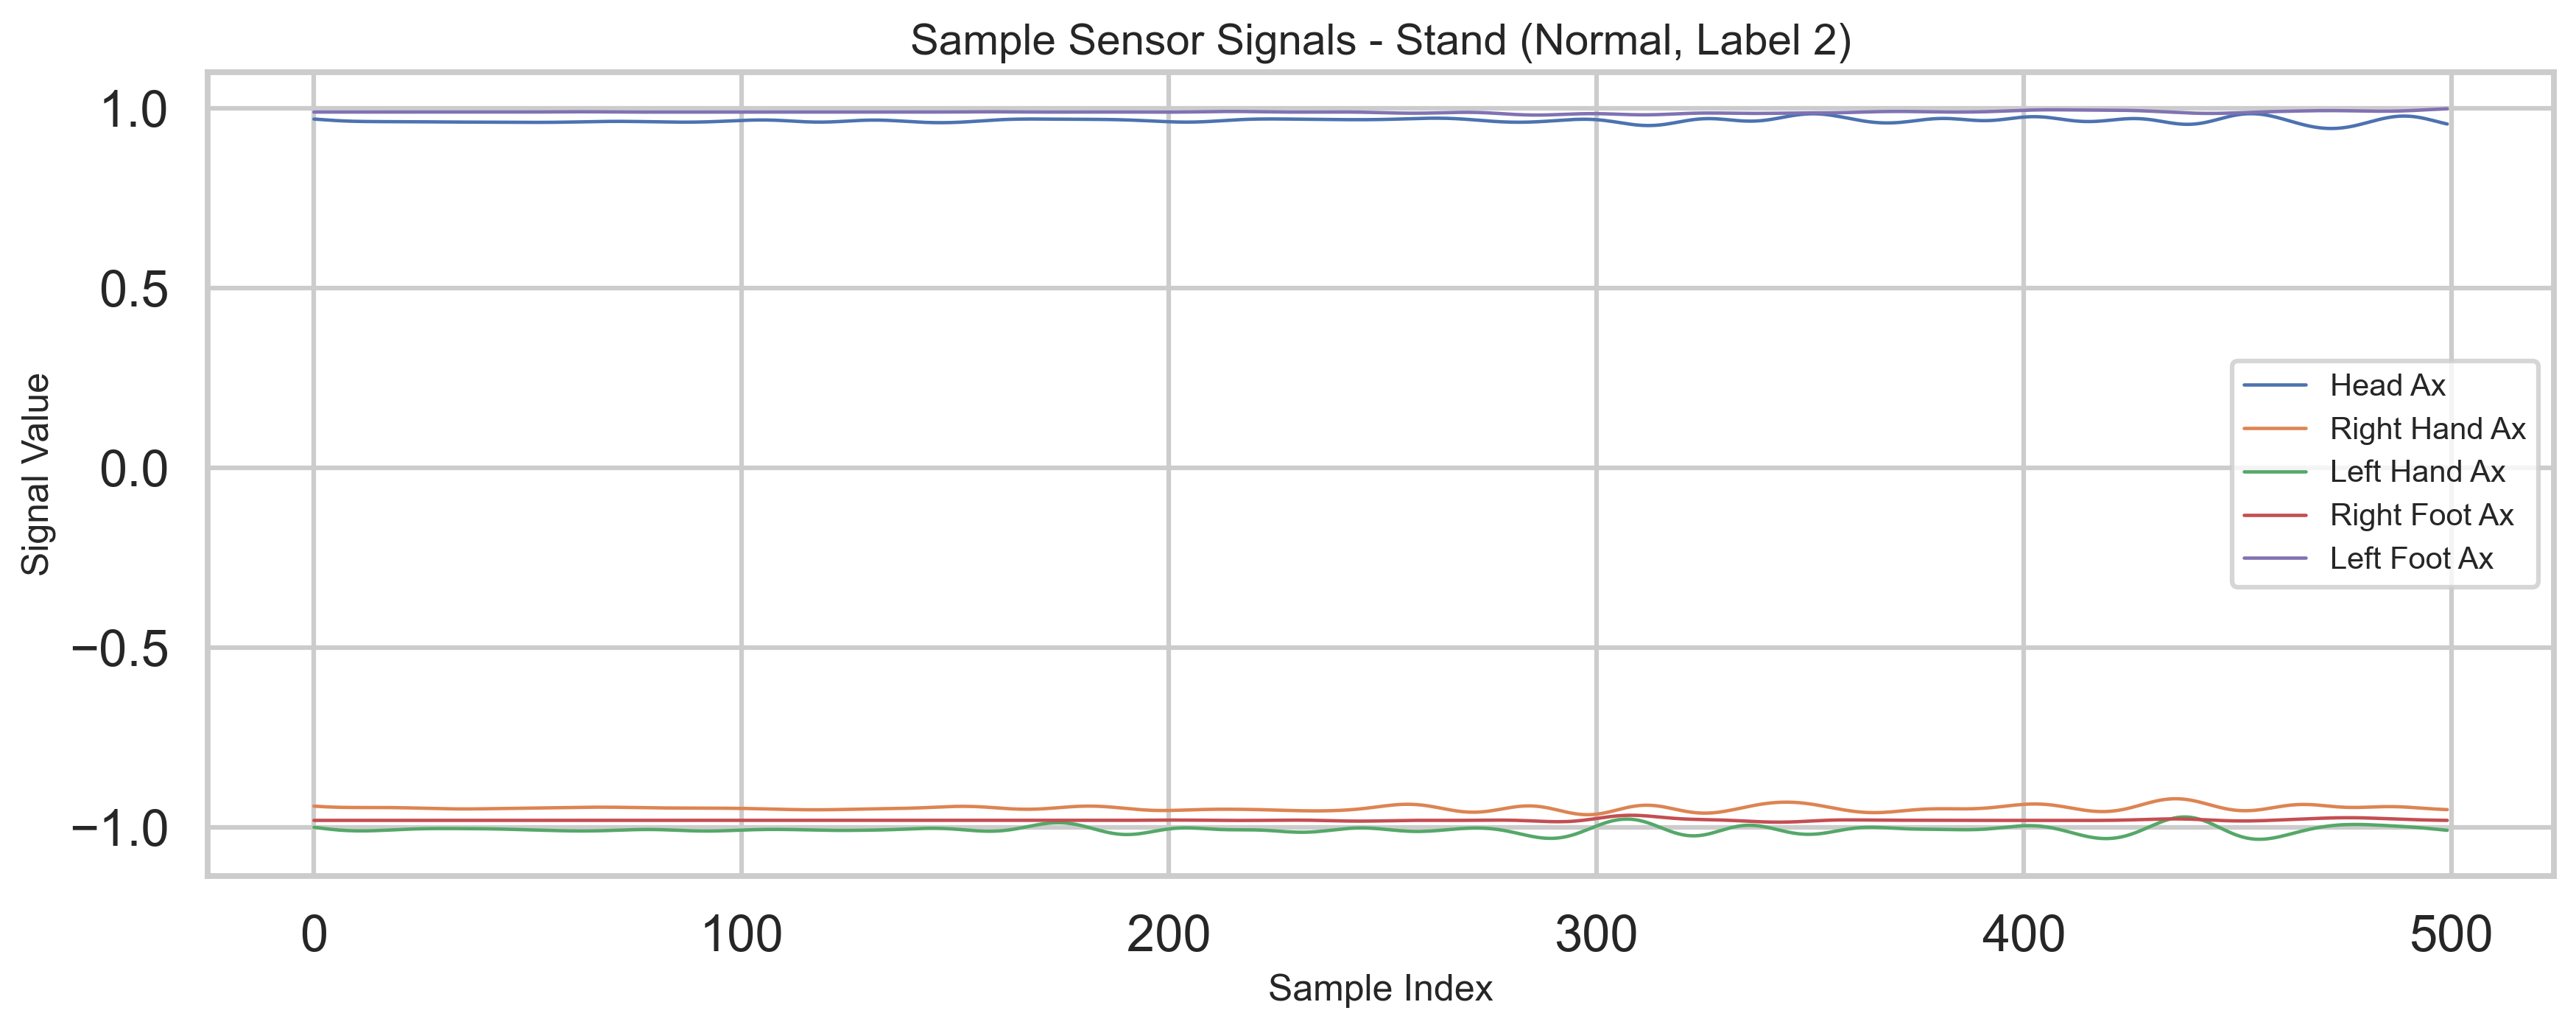 Sample Sensor Signals - Stand (Normal, Label 2)
Signal Value
1.0
0.5
0.0
−0.5
−1.0
Head Ax
Right Hand Ax
Left Hand Ax
Right Foot Ax
Left Foot Ax
0 100 200 300 400 500
Sample Index